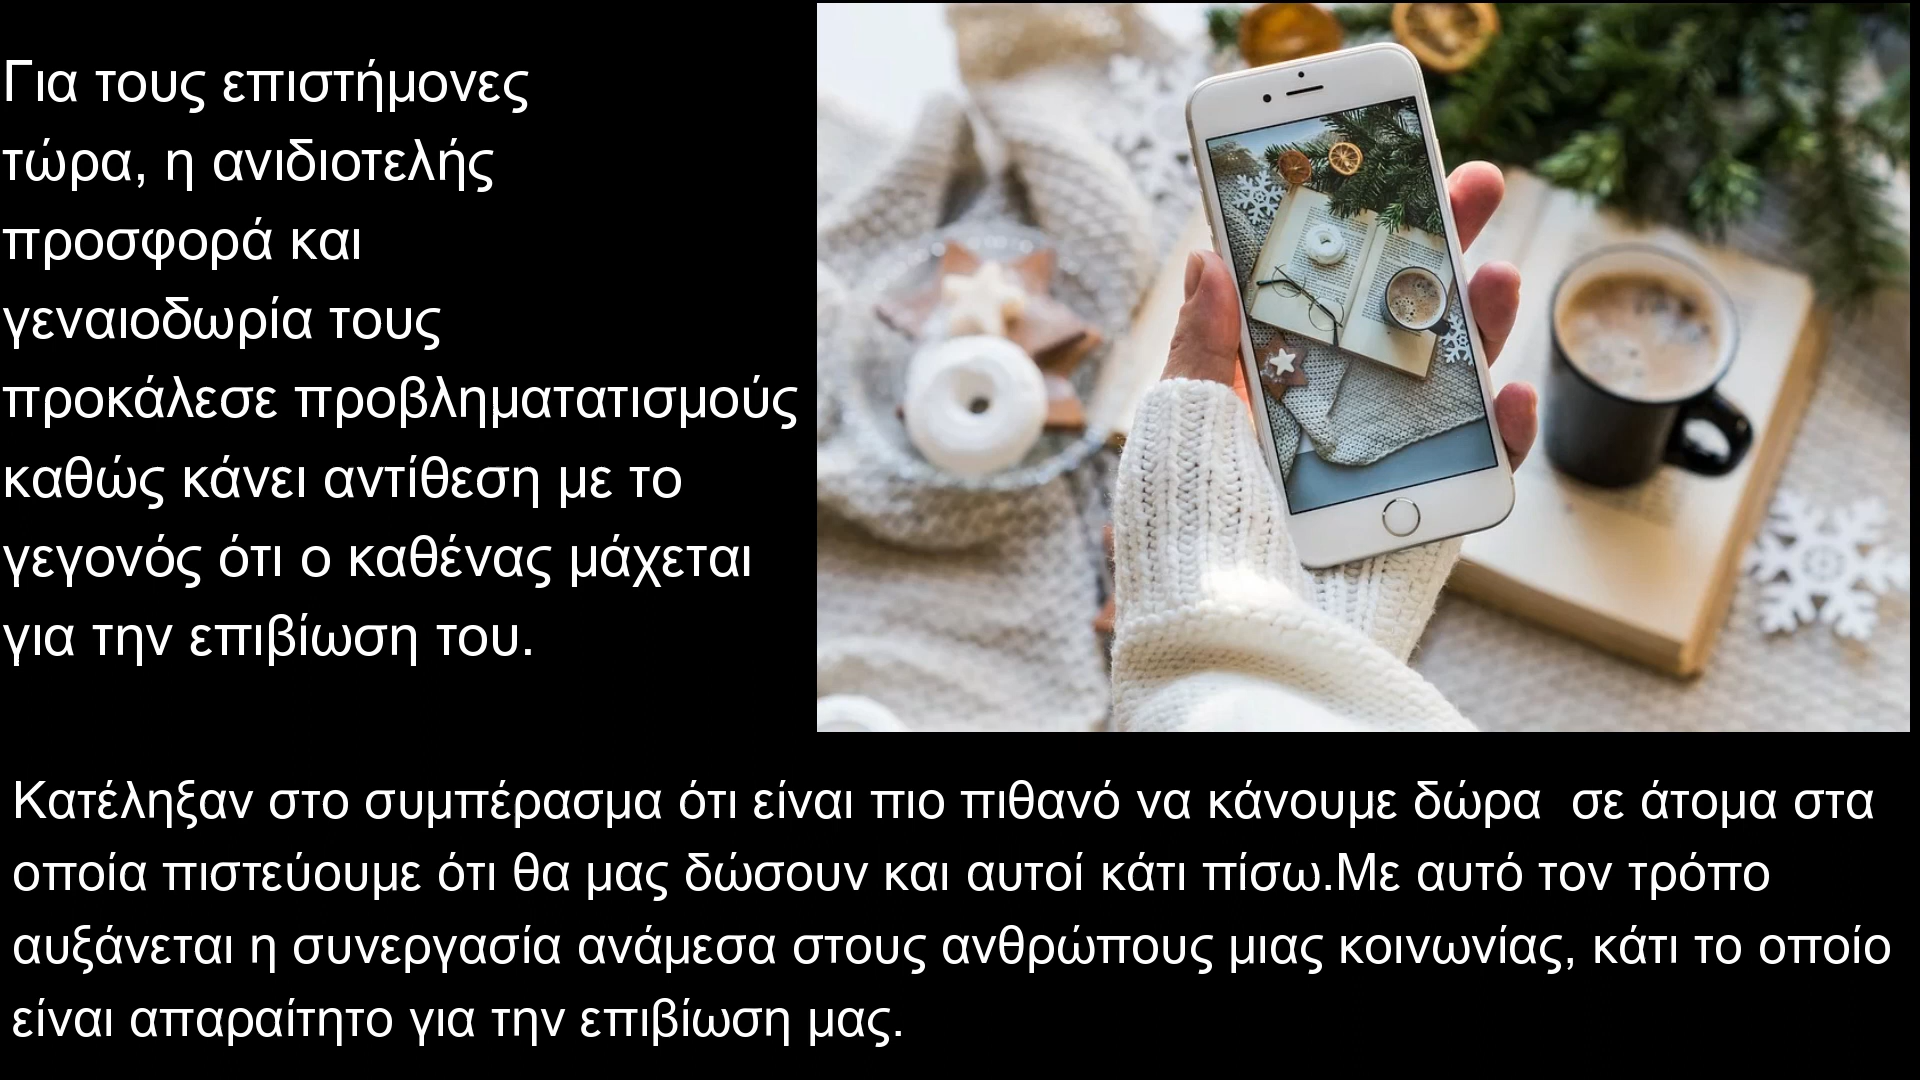 Για τους επιστήμονες
τώρα, η ανιδιοτελής
προσφορά και
γεναιοδωρία τους
προκάλεσε προβληματατισμούς
καθώς κάνει αντίθεση με το
γεγονός ότι ο καθένας μάχεται
για την επιβίωση του.
Κατέληξαν στο συμπέρασμα ότι είναι πιο πιθανό να κάνουμε δώρα  σε άτομα στα
οποία πιστεύουμε ότι θα μας δώσουν και αυτοί κάτι πίσω.Με αυτό τον τρόπο
αυξάνεται η συνεργασία ανάμεσα στους ανθρώπους μιας κοινωνίας, κάτι το οποίο
είναι απαραίτητο για την επιβίωση μας.